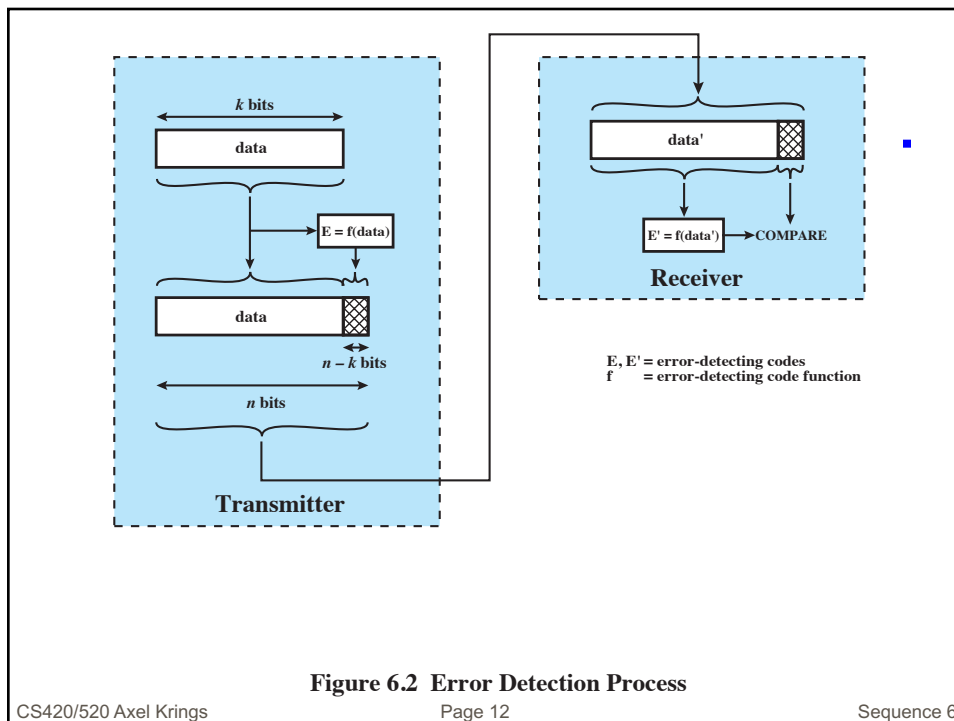 k bits
data
E = f(data)
data
n – k bits
n bits
Transmitter
data'
E' = f(data')
COMPARE
Receiver
E, E' = error-detecting codes
f = error-detecting code function
Figure 6.2 Error Detection Process
CS420/520 Axel Krings Page 12 Sequence 6